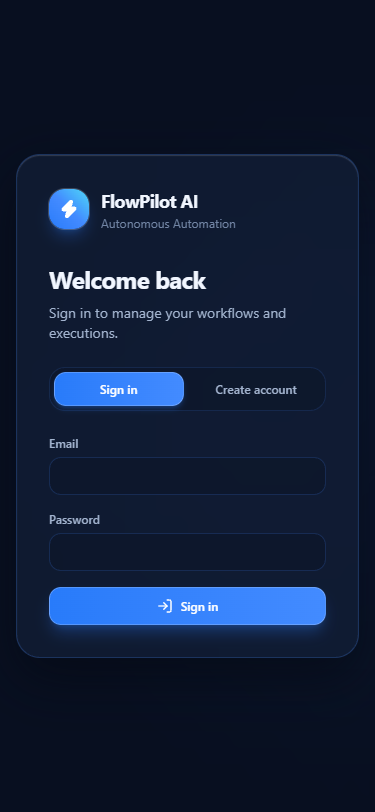 FlowPilot AI
Autonomous Automation
Welcome back
Sign in to manage your workflows and
executions.
Sign in
Create account
Email
Password
Sign in